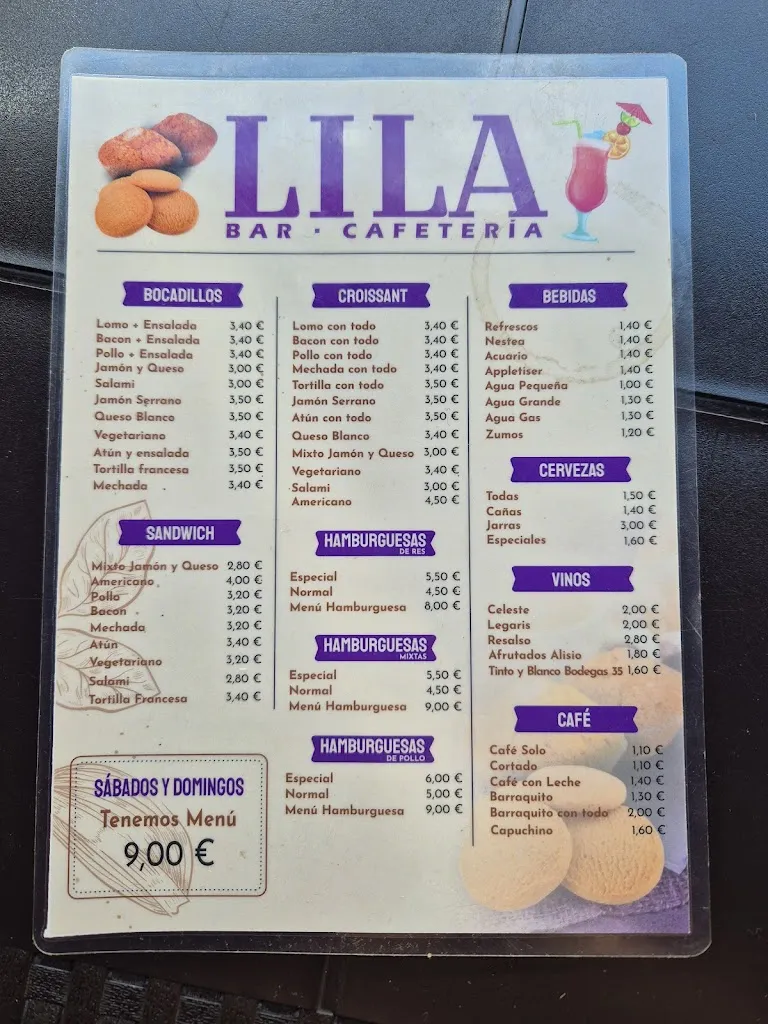 LILA
BAR · CAFETERÍA
BOCADILLOS
Lomo + Ensalada 3,40 €
Bacon + Ensalada 3,40 €
Pollo + Ensalada 3,40 €
Jamón y Queso 3,00 €
Salami 3,00 €
Jamón Serrano 3,50 €
Queso Blanco 3,50 €
Vegetariano 3,40 €
Atún y ensalada 3,50 €
Tortilla francesa 3,50 €
Mechada 3,40 €
SANDWICH
Mixto Jamón y Queso 2,80 €
Americano 4,00 €
Pollo 3,20 €
Bacon 3,20 €
Mechada 3,20 €
Atún 3,40 €
Vegetariano 3,20 €
Salami 2,80 €
Tortilla Francesa 3,40 €
SÁBADOS Y DOMINGOS
Tenemos Menú
9,00 €
CROISSANT
Lomo con todo 3,40 €
Bacon con todo 3,40 €
Pollo con todo 3,40 €
Mechada con todo 3,40 €
Tortilla con todo 3,50 €
Jamón Serrano 3,50 €
Atún con todo 3,50 €
Queso Blanco 3,40 €
Mixto Jamón y Queso 3,00 €
Vegetariano 3,40 €
Salami 3,00 €
Americano 4,50 €
HAMBURGUESAS
DE RES
Especial 5,50 €
Normal 4,50 €
Menú Hamburguesa 8,00 €
HAMBURGUESAS
MIXTAS
Especial 5,50 €
Normal 4,50 €
Menú Hamburguesa 9,00 €
HAMBURGUESAS
DE POLLO
Especial 6,00 €
Normal 5,00 €
Menú Hamburguesa 9,00 €
BEBIDAS
Refrescos 1,40 €
Nestea 1,40 €
Acuario 1,40 €
Appletiser 1,40 €
Agua Pequeña 1,00 €
Agua Grande 1,30 €
Agua Gas 1,30 €
Zumos 1,20 €
CERVEZAS
Todas 1,50 €
Cañas 1,40 €
Jarras 3,00 €
Especiales 1,60 €
VINOS
Celeste 2,00 €
Legaris 2,00 €
Resalso 2,80 €
Afrutados Alisio 1,80 €
Tinto y Blanco Bodegas 35 1,60 €
CAFÉ
Café Solo 1,10 €
Cortado 1,10 €
Café con Leche 1,40 €
Barraquito 1,30 €
Barraquito con todo 2,00 €
Capuchino 1,60 €